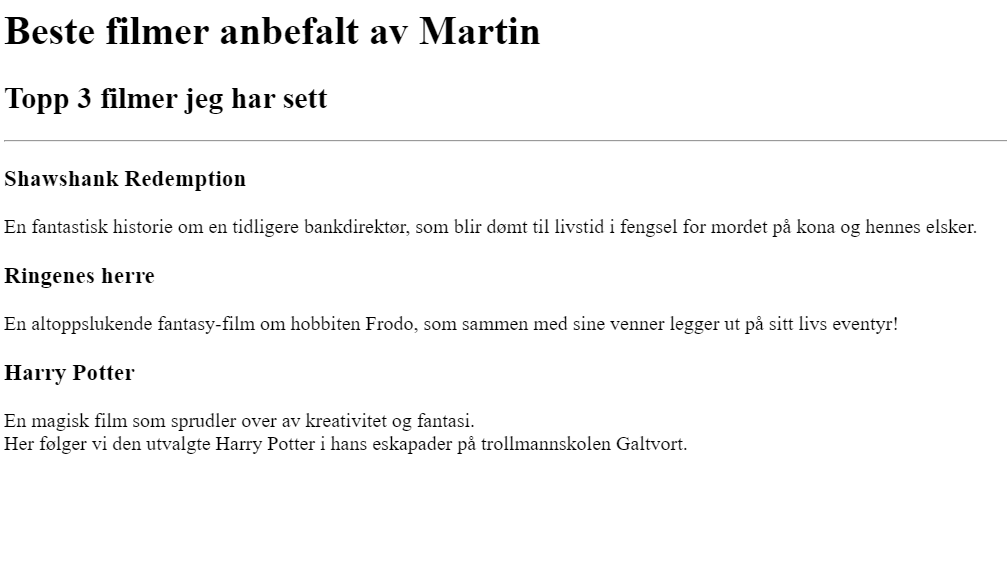 Beste filmer anbefalt av Martin
Topp 3 filmer jeg har sett
Shawshank Redemption
En fantastisk historie om en tidligere bankdirektør, som blir dømt til livstid i fengsel for mordet på kona og hennes elsker.
Ringenes herre
En altoppslukende fantasy-film om hobbiten Frodo, som sammen med sine venner legger ut på sitt livs eventyr!
Harry Potter
En magisk film som sprudler over av kreativitet og fantasi.
Her følger vi den utvalgte Harry Potter i hans eskapader på trollmannskolen Galtvort.